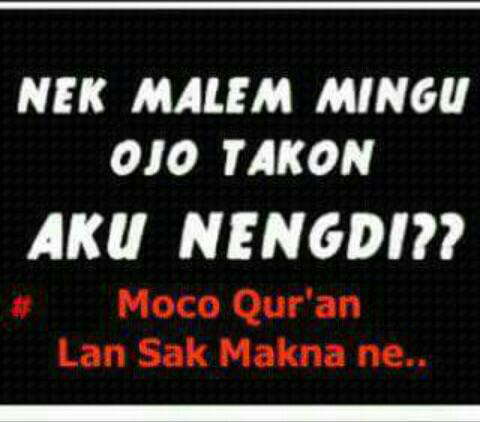 NEK MALEM MINGU
OJO TAKON
AKU NENGDI??
# Moco Qur'an
Lan Sak Makna ne..